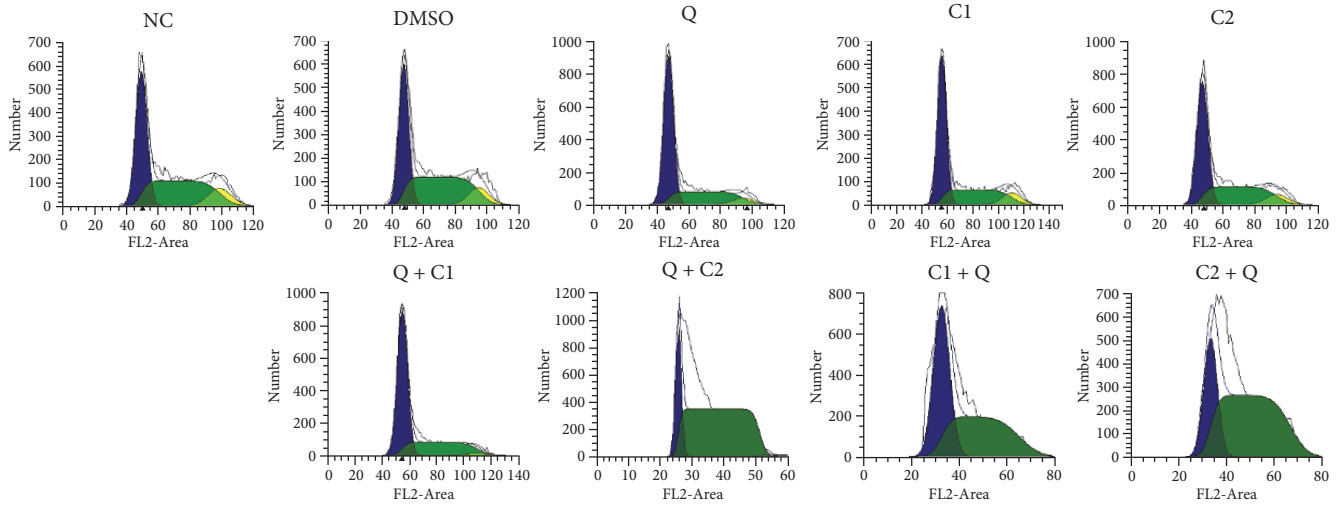 NC
700
600
500
400
300
200
100
0
Number
0 20 40 60 80 100 120
FL2-Area
DMSO
700
600
500
400
300
200
100
0
Number
0 20 40 60 80 100 120
FL2-Area
Q
1000
800
600
400
200
0
Number
0 20 40 60 80 100 120
FL2-Area
C1
700
600
500
400
300
200
100
0
Number
0 20 40 60 80 100 120 140
FL2-Area
C2
1000
800
600
400
200
0
Number
0 20 40 60 80 100 120
FL2-Area
Q + C1
1000
800
600
400
200
0
Number
0 20 40 60 80 100 120 140
FL2-Area
Q + C2
1200
1000
800
600
400
200
0
Number
0 10 20 30 40 50 60
FL2-Area
C1 + Q
800
600
400
200
0
Number
0 20 40 60 80
FL2-Area
C2 + Q
700
600
500
400
300
200
100
0
Number
0 20 40 60 80
FL2-Area